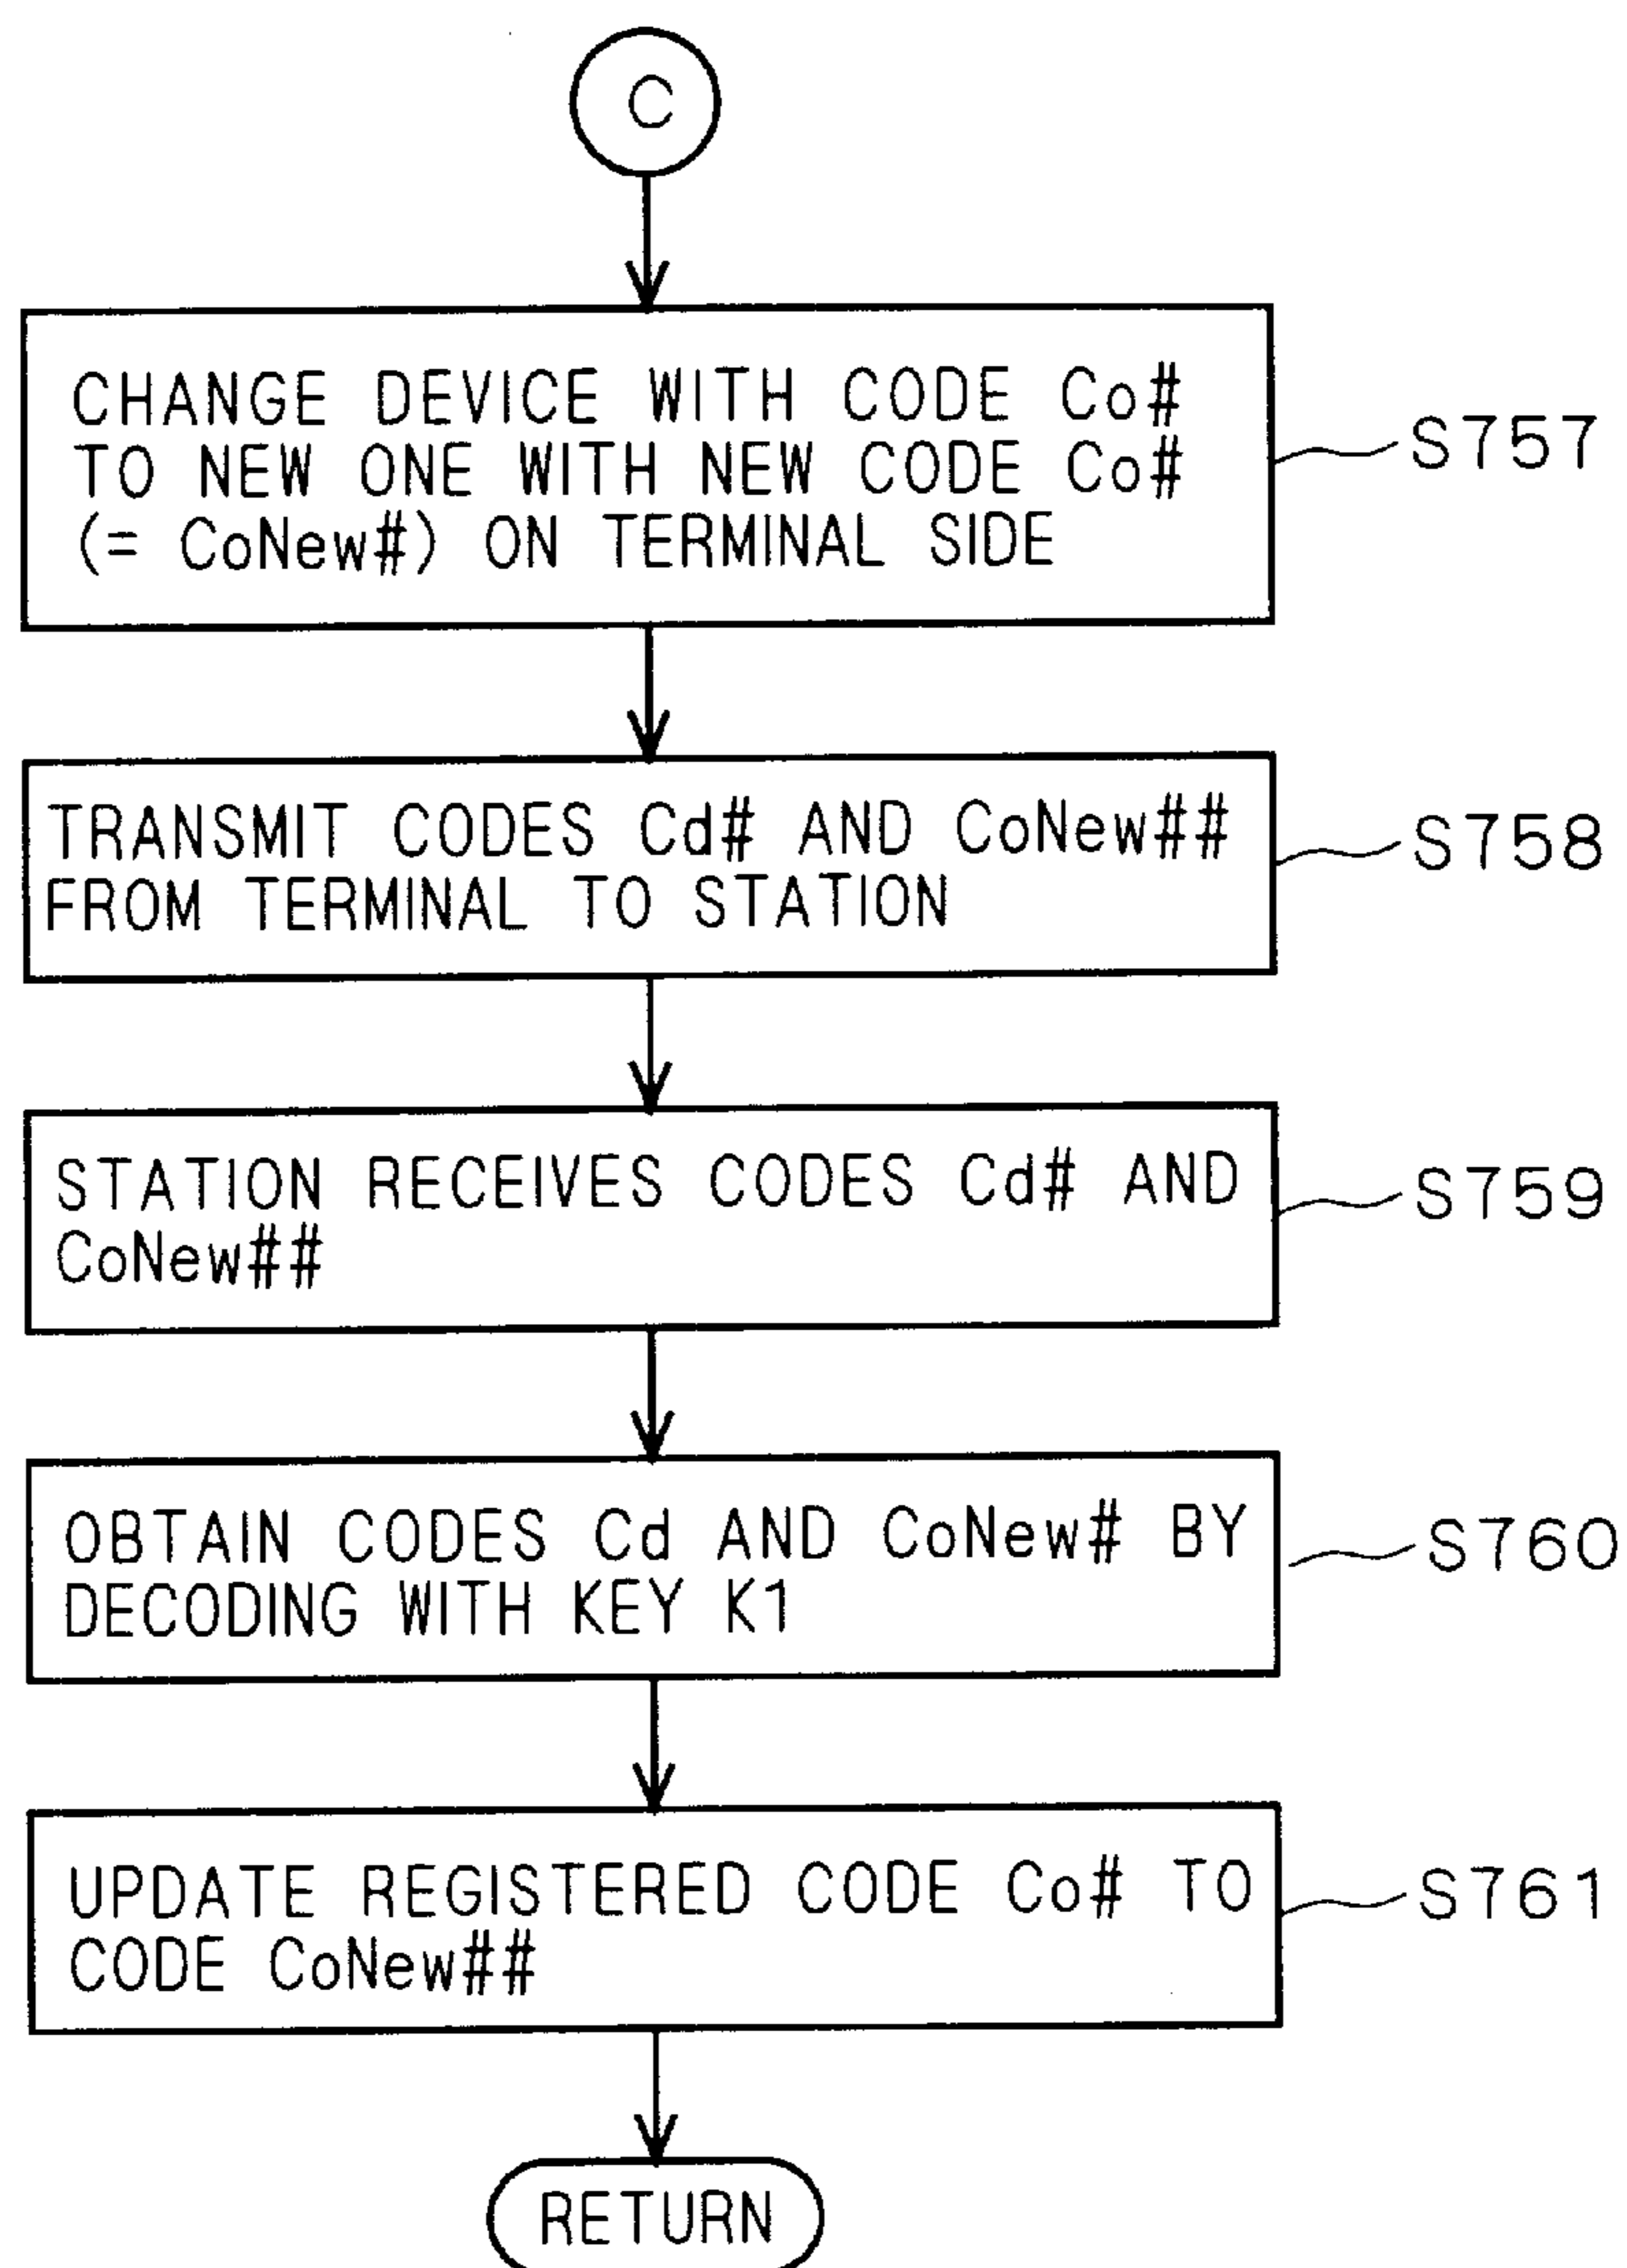 C
CHANGE DEVICE WITH CODE Co#
TO NEW ONE WITH NEW CODE Co#
(= CoNew#) ON TERMINAL SIDE
S757
TRANSMIT CODES Cd# AND CoNew##
FROM TERMINAL TO STATION
S758
STATION RECEIVES CODES Cd# AND
CoNew##
S759
OBTAIN CODES Cd AND CoNew# BY
DECODING WITH KEY K1
S760
UPDATE REGISTERED CODE Co# TO
CODE CoNew##
S761
RETURN